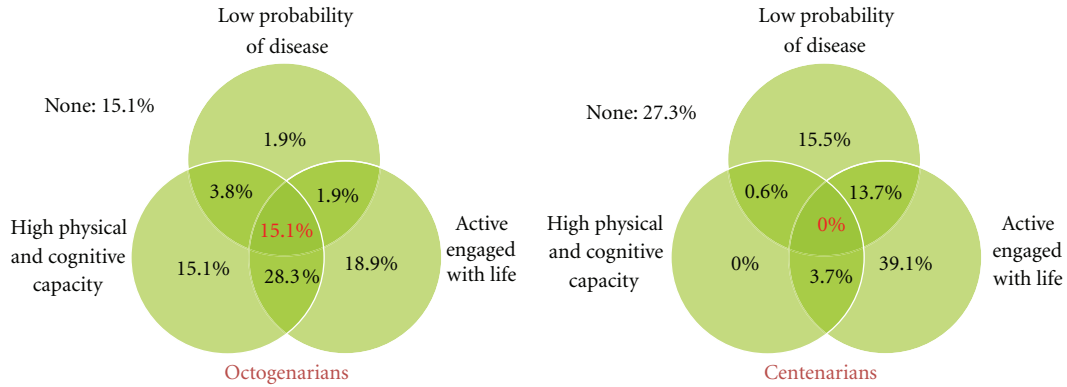 Low probability
of disease
None: 15.1%
1.9%
3.8%
1.9%
15.1%
High physical
and cognitive
capacity
15.1%
28.3%
18.9%
Active
engaged
with life
Octogenarians
Low probability
of disease
None: 27.3%
15.5%
0.6%
13.7%
0%
High physical
and cognitive
capacity
0%
3.7%
39.1%
Active
engaged
with life
Centenarians